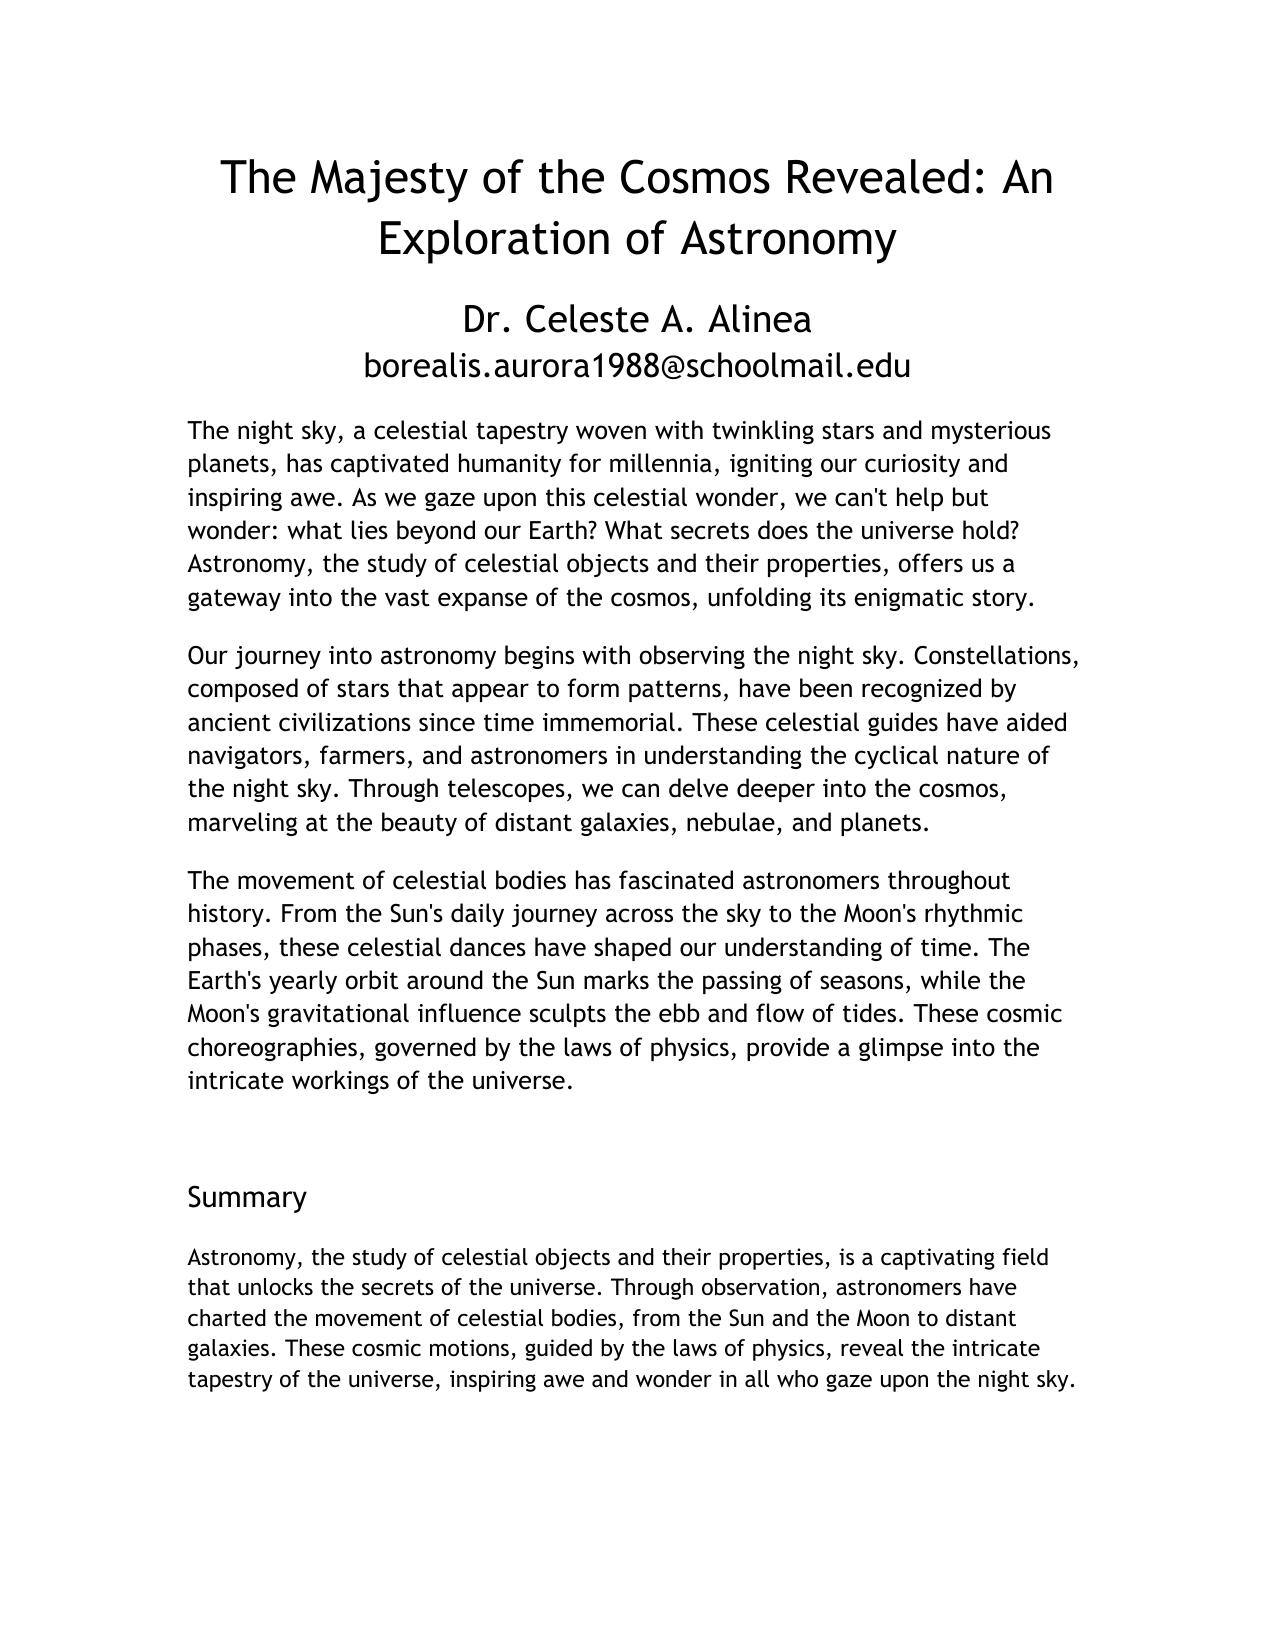 The Majesty of the Cosmos Revealed: An
Exploration of Astronomy
Dr. Celeste A. Alinea
borealis.aurora1988@schoolmail.edu
The night sky, a celestial tapestry woven with twinkling stars and mysterious
planets, has captivated humanity for millennia, igniting our curiosity and
inspiring awe. As we gaze upon this celestial wonder, we can't help but
wonder: what lies beyond our Earth? What secrets does the universe hold?
Astronomy, the study of celestial objects and their properties, offers us a
gateway into the vast expanse of the cosmos, unfolding its enigmatic story.
Our journey into astronomy begins with observing the night sky. Constellations,
composed of stars that appear to form patterns, have been recognized by
ancient civilizations since time immemorial. These celestial guides have aided
navigators, farmers, and astronomers in understanding the cyclical nature of
the night sky. Through telescopes, we can delve deeper into the cosmos,
marveling at the beauty of distant galaxies, nebulae, and planets.
The movement of celestial bodies has fascinated astronomers throughout
history. From the Sun's daily journey across the sky to the Moon's rhythmic
phases, these celestial dances have shaped our understanding of time. The
Earth's yearly orbit around the Sun marks the passing of seasons, while the
Moon's gravitational influence sculpts the ebb and flow of tides. These cosmic
choreographies, governed by the laws of physics, provide a glimpse into the
intricate workings of the universe.
Summary
Astronomy, the study of celestial objects and their properties, is a captivating field
that unlocks the secrets of the universe. Through observation, astronomers have
charted the movement of celestial bodies, from the Sun and the Moon to distant
galaxies. These cosmic motions, guided by the laws of physics, reveal the intricate
tapestry of the universe, inspiring awe and wonder in all who gaze upon the night sky.